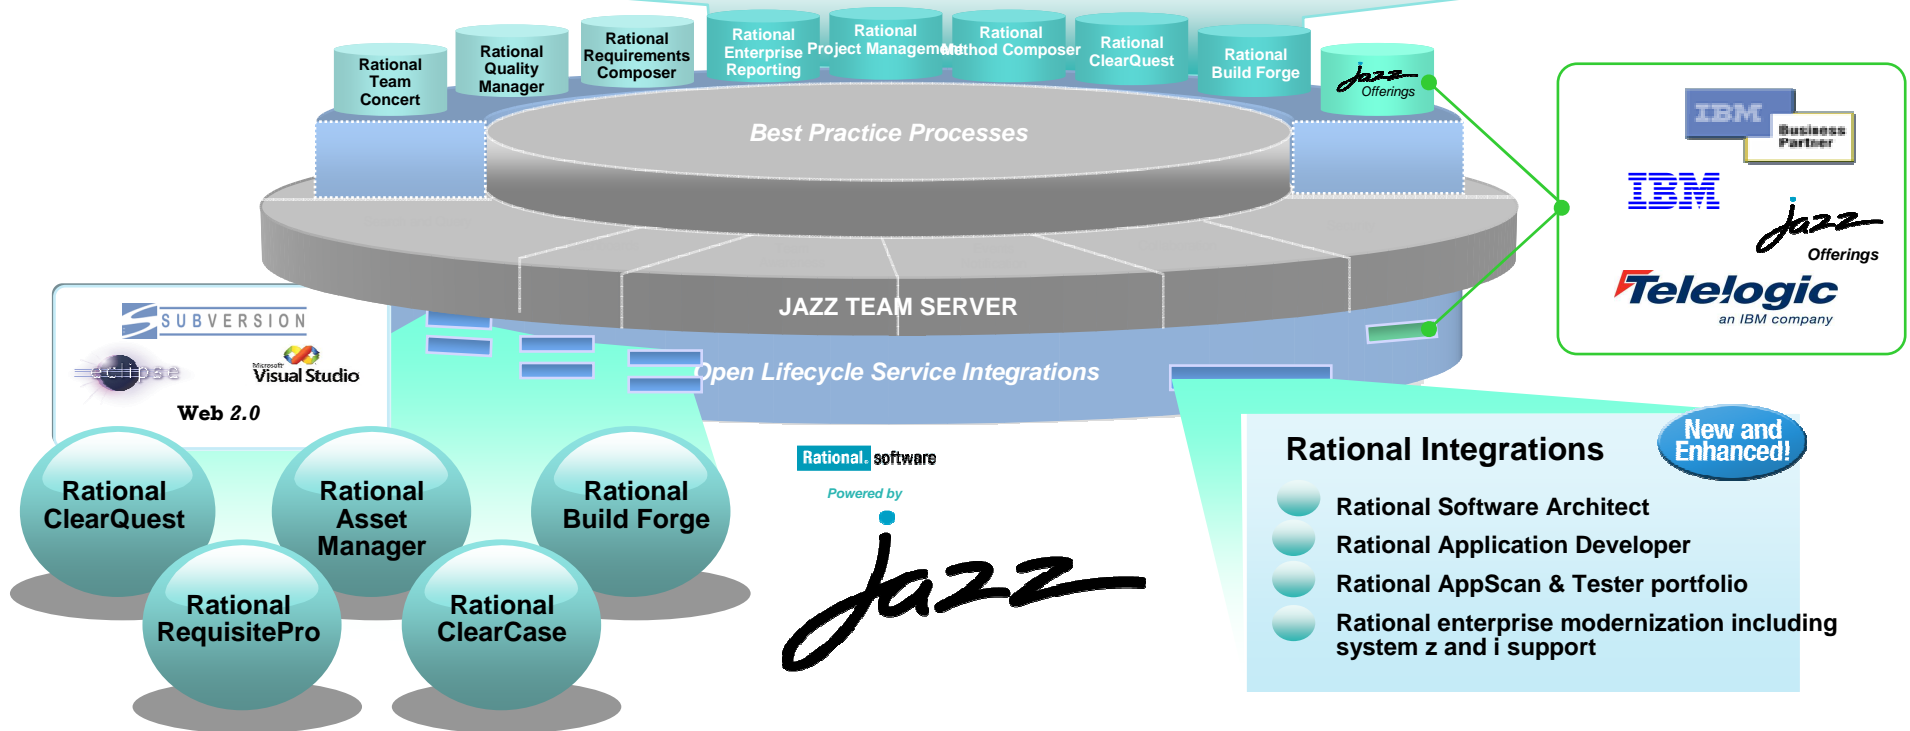 Rational
Team
Concert
Rational
Quality
Manager
Rational
Requirements
Composer
Rational
Enterprise
Reporting
Rational
Project Management
Rational
Method Composer
Rational
ClearQuest
Rational
Build Forge
jazz
Offerings
Best Practice Processes
JAZZ TEAM SERVER
Open Lifecycle Service Integrations
IBM
Business
Partner
IBM
jazz
Offerings
Telelogic
an IBM company
SUBVERSION
eclipse
Microsoft
Visual Studio
Web 2.0
Rational
ClearQuest
Rational
Asset
Manager
Rational
Build Forge
Rational
RequisitePro
Rational
ClearCase
Rational. software
Powered by
jazz
Rational Integrations
New and
Enhanced!
Rational Software Architect
Rational Application Developer
Rational AppScan & Tester portfolio
Rational enterprise modernization including
system z and i support